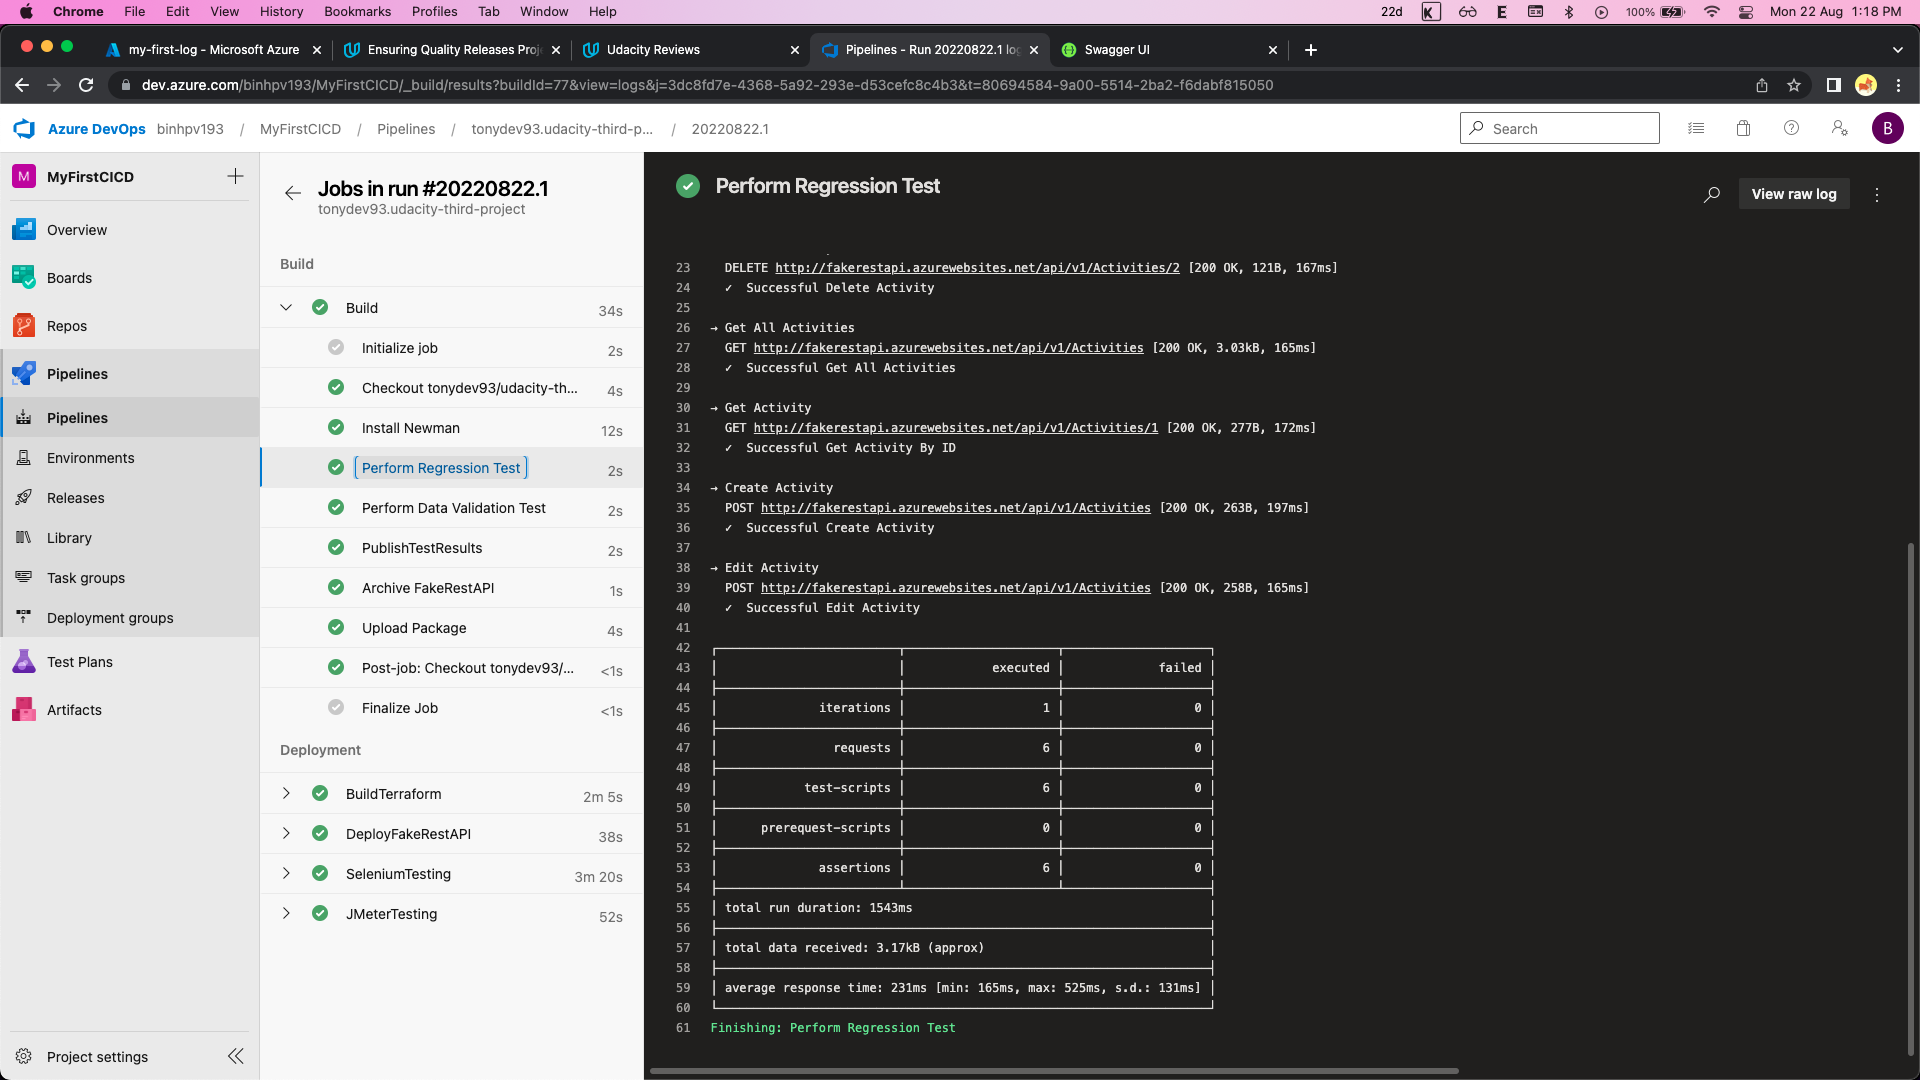 Chrome File Edit View History Bookmarks Profiles Tab Window Help 22d K E 100% Mon 22 Aug 1:18 PM
my-first-log - Microsoft Azure Ensuring Quality Releases Proj Udacity Reviews Pipelines - Run 20220822.1 log Swagger UI
dev.azure.com/binhpv193/MyFirstCICD/_build/results?buildId=77&view=logs&j=3dc8fd7e-4368-5a92-293e-d53cefc8c4b3&t=80694584-9a00-5514-2ba2-f6dabf815050
Azure DevOps binhpv193 / MyFirstCICD / Pipelines / tonydev93.udacity-third-p... / 20220822.1 Search B
M MyFirstCICD
Overview
Boards
Repos
Pipelines
Pipelines
Environments
Releases
Library
Task groups
Deployment groups
Test Plans
Artifacts
Project settings
Jobs in run #20220822.1
tonydev93.udacity-third-project
Build
Build 34s
Initialize job 2s
Checkout tonydev93/udacity-th... 4s
Install Newman 12s
Perform Regression Test 2s
Perform Data Validation Test 2s
PublishTestResults 2s
Archive FakeRestAPI 1s
Upload Package 4s
Post-job: Checkout tonydev93/... <1s
Finalize Job <1s
Deployment
BuildTerraform 2m 5s
DeployFakeRestAPI 38s
SeleniumTesting 3m 20s
JMeterTesting 52s
Perform Regression Test
View raw log
23 DELETE http://fakerestapi.azurewebsites.net/api/v1/Activities/2 [200 OK, 121B, 167ms]
24 ✓ Successful Delete Activity
25
26 → Get All Activities
27 GET http://fakerestapi.azurewebsites.net/api/v1/Activities [200 OK, 3.03kB, 165ms]
28 ✓ Successful Get All Activities
29
30 → Get Activity
31 GET http://fakerestapi.azurewebsites.net/api/v1/Activities/1 [200 OK, 277B, 172ms]
32 ✓ Successful Get Activity By ID
33
34 → Create Activity
35 POST http://fakerestapi.azurewebsites.net/api/v1/Activities [200 OK, 263B, 197ms]
36 ✓ Successful Create Activity
37
38 → Edit Activity
39 POST http://fakerestapi.azurewebsites.net/api/v1/Activities [200 OK, 258B, 165ms]
40 ✓ Successful Edit Activity
41
42
43 executed failed
44
45 iterations 1 0
46
47 requests 6 0
48
49 test-scripts 6 0
50
51 prerequest-scripts 0 0
52
53 assertions 6 0
54
55 total run duration: 1543ms
56
57 total data received: 3.17kB (approx)
58
59 average response time: 231ms [min: 165ms, max: 525ms, s.d.: 131ms]
60
61 Finishing: Perform Regression Test